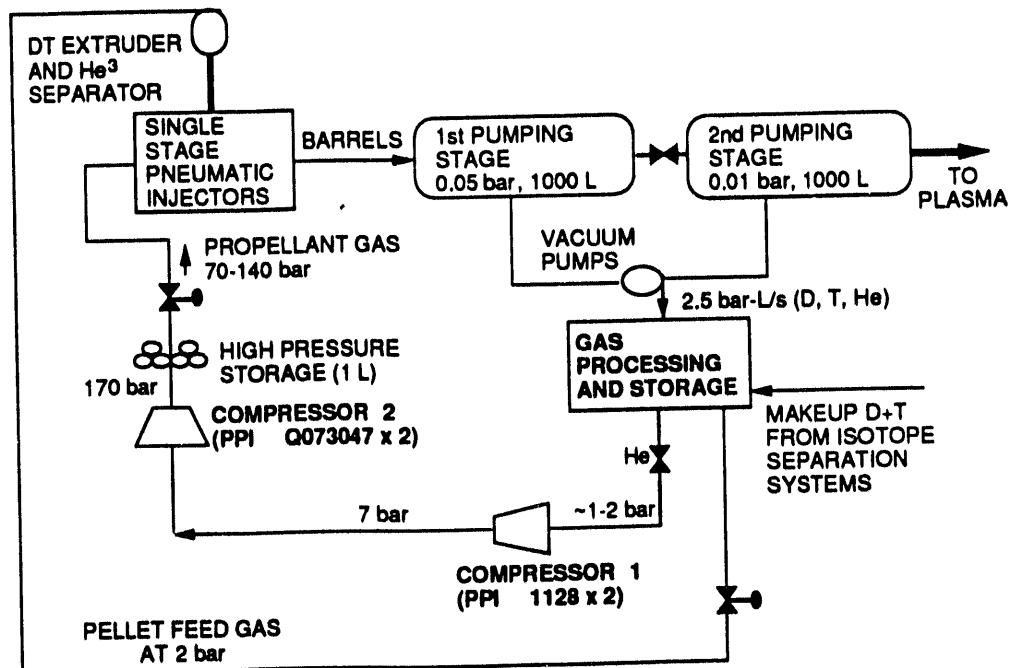 DT EXTRUDER
AND He³
SEPARATOR
SINGLE
STAGE
PNEUMATIC
INJECTORS
BARRELS
1st PUMPING
STAGE
0.05 bar, 1000 L
2nd PUMPING
STAGE
0.01 bar, 1000 L
TO
PLASMA
PROPELLANT GAS
70-140 bar
VACUUM
PUMPS
2.5 bar-L/s (D, T, He)
HIGH PRESSURE
STORAGE (1 L)
170 bar
COMPRESSOR 2
(PPI Q073047 x 2)
GAS
PROCESSING
AND STORAGE
MAKEUP D+T
FROM ISOTOPE
SEPARATION
SYSTEMS
He
7 bar
~1-2 bar
COMPRESSOR 1
(PPI 1128 x 2)
PELLET FEED GAS
AT 2 bar